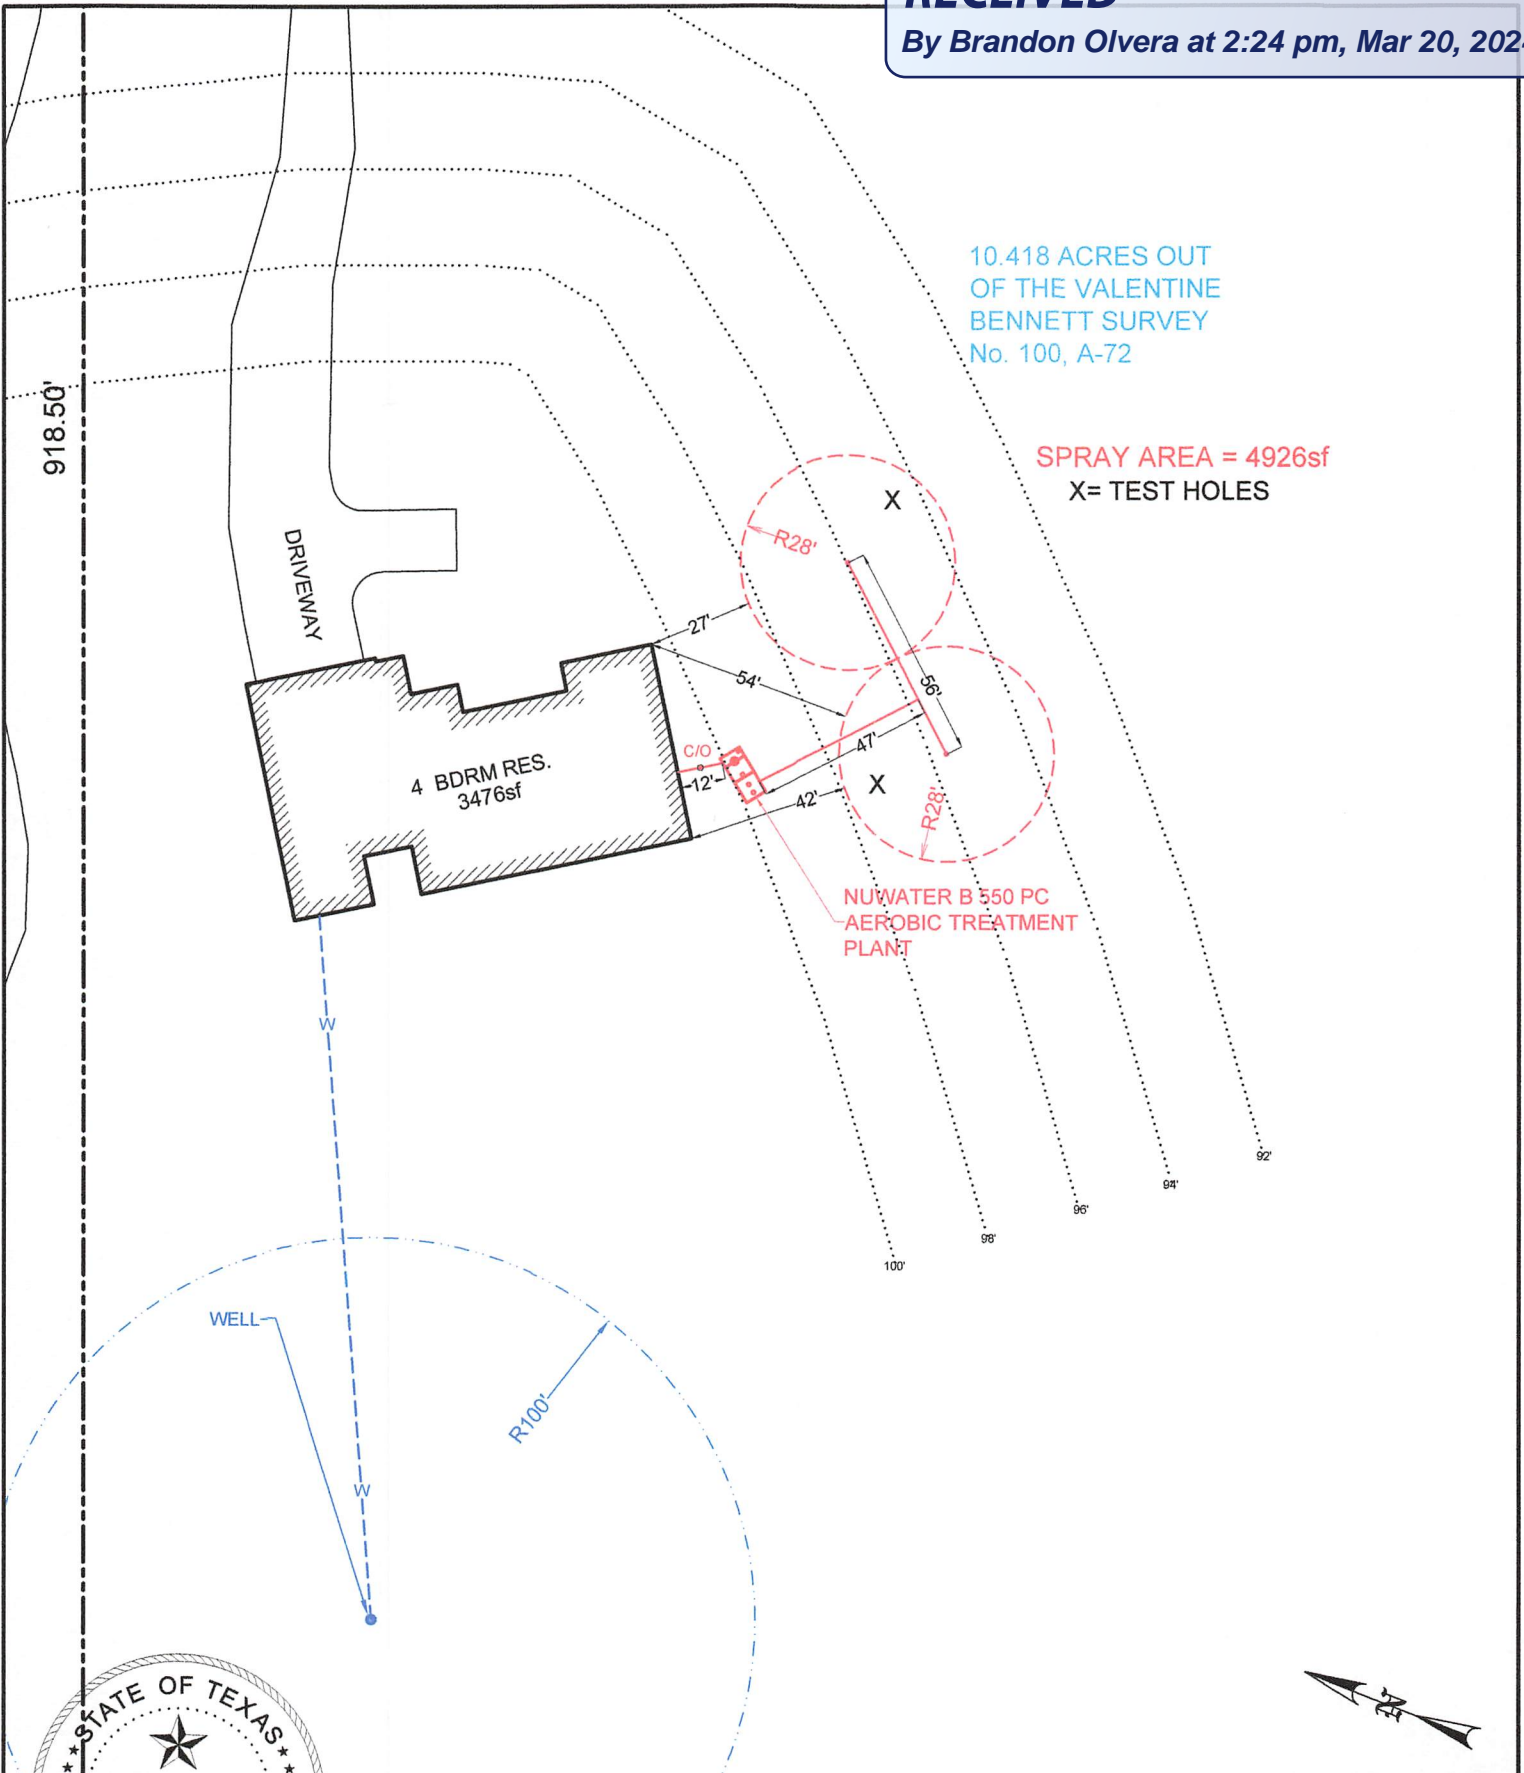 RECEIVED
By Brandon Olvera at 2:24 pm, Mar 20, 202
10.418 ACRES OUT
OF THE VALENTINE
BENNETT SURVEY
No. 100, A-72
918.50'
SPRAY AREA = 4926sf
X= TEST HOLES
X
R28'
DRIVEWAY
27'
54'
56'
C/O
12'
47'
42'
X
R28'
4 BDRM RES.
3476sf
NUWATER B 550 PC
AEROBIC TREATMENT
PLANT
W
92'
94'
96'
98'
100'
WELL
R100'
W
STATE OF TEXAS
N